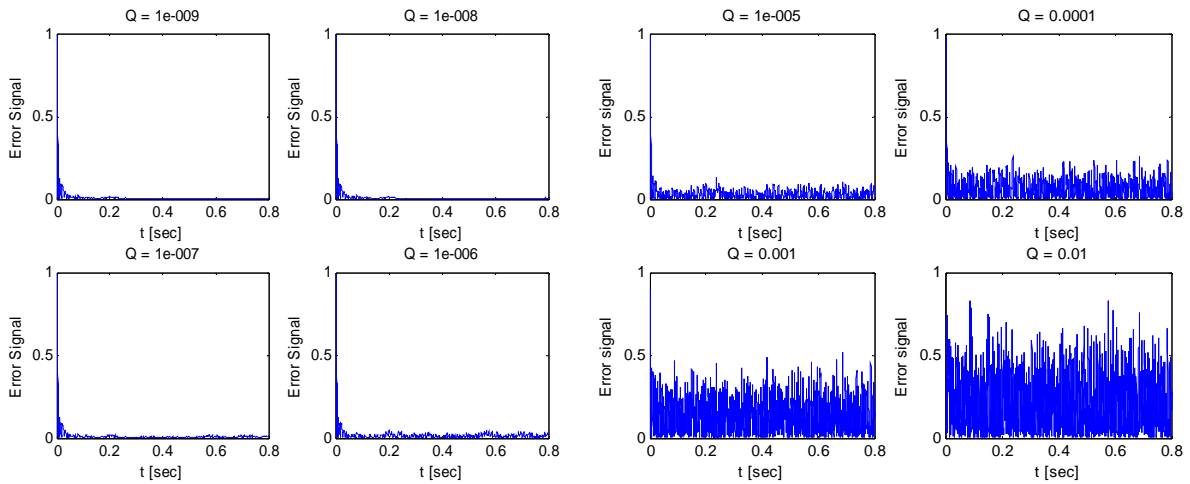 Q = 1e-009
1
0.5
0
Error Signal
0 0.2 0.4 0.6 0.8
t [sec]
Q = 1e-008
1
0.5
0
Error Signal
0 0.2 0.4 0.6 0.8
t [sec]
Q = 1e-005
1
0.5
0
Error Signal
0 0.2 0.4 0.6 0.8
t [sec]
Q = 0.0001
1
0.5
0
Error signal
0 0.2 0.4 0.6 0.8
t [sec]
Q = 1e-007
1
0.5
0
Error Signal
0 0.2 0.4 0.6 0.8
t [sec]
Q = 1e-006
1
0.5
0
Error Signal
0 0.2 0.4 0.6 0.8
t [sec]
Q = 0.001
1
0.5
0
Error signal
0 0.2 0.4 0.6 0.8
t [sec]
Q = 0.01
1
0.5
0
Error signal
0 0.2 0.4 0.6 0.8
t [sec]